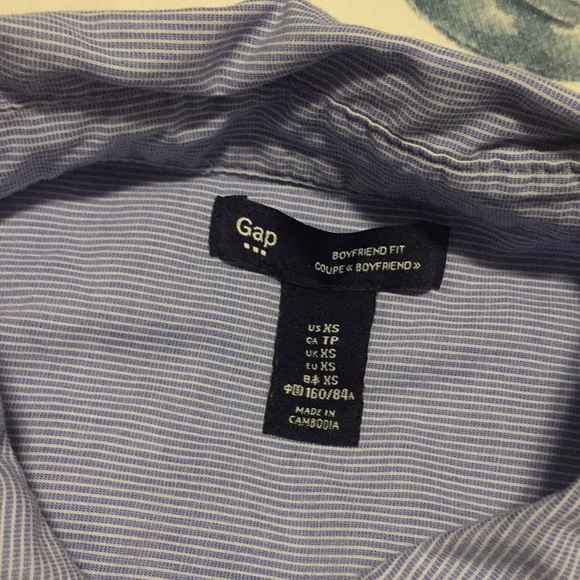 Gap
BOYFRIEND FIT
COUPE « BOYFRIEND »
US XS
CA TP
UK XS
EU XS
日本 XS
中国 160/84A
MADE IN
CAMBODIA